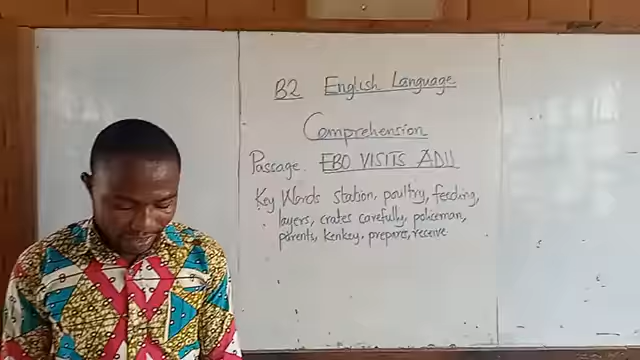 B2 English Language
Comprehension
Passage. EBO VISITS ADU
Key Words station, poultry, feeding,
layers, crates carefully, policeman,
parents, kenkey. prepare, receive